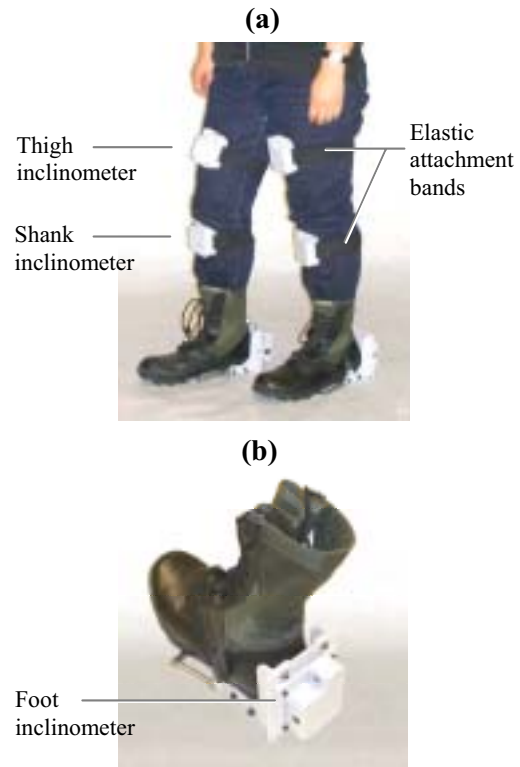 (a)
Thigh
inclinometer
Elastic
attachment
bands
Shank
inclinometer
(b)
Foot
inclinometer